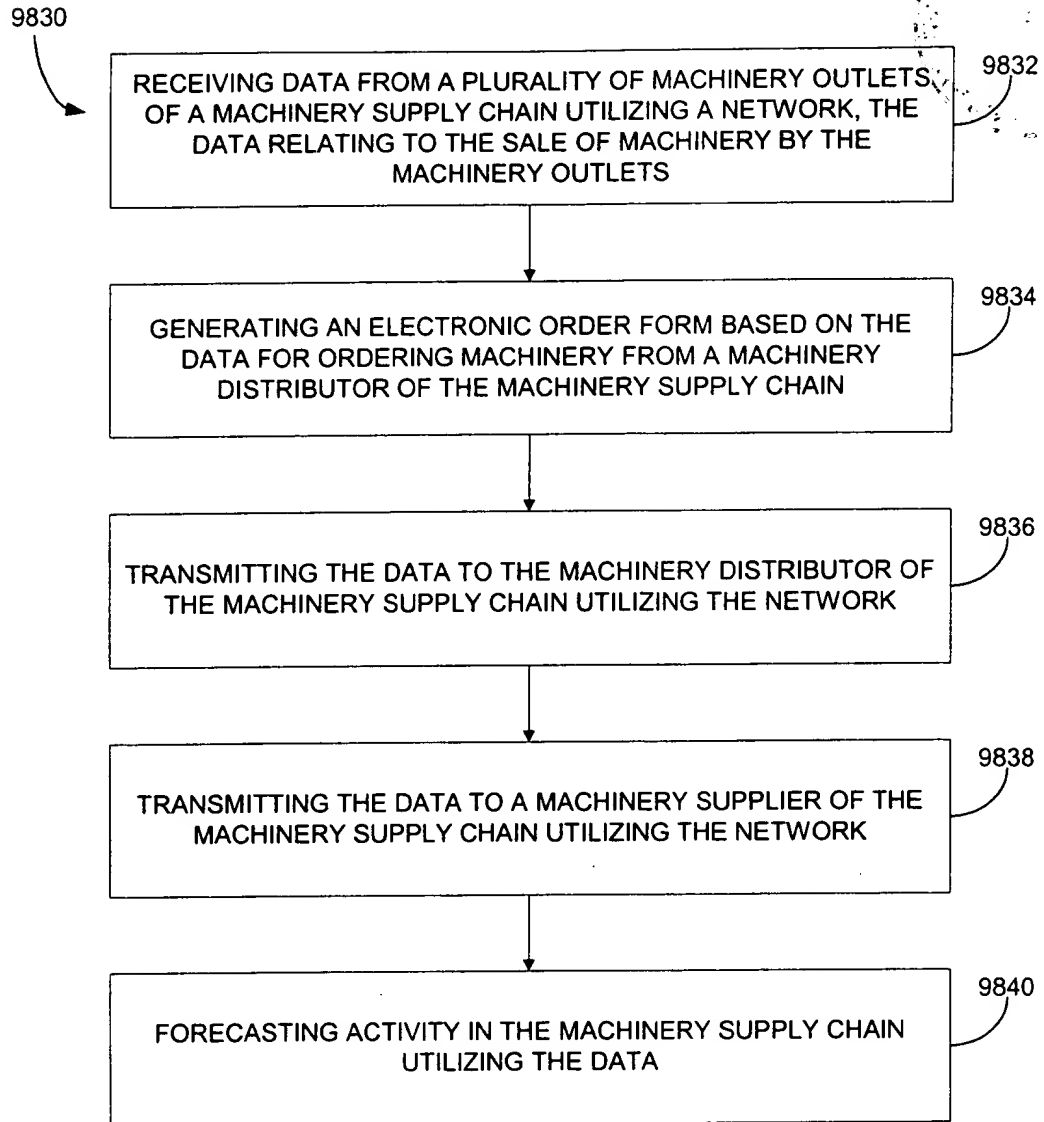 9830
RECEIVING DATA FROM A PLURALITY OF MACHINERY OUTLETS
OF A MACHINERY SUPPLY CHAIN UTILIZING A NETWORK, THE
DATA RELATING TO THE SALE OF MACHINERY BY THE
MACHINERY OUTLETS
9832
GENERATING AN ELECTRONIC ORDER FORM BASED ON THE
DATA FOR ORDERING MACHINERY FROM A MACHINERY
DISTRIBUTOR OF THE MACHINERY SUPPLY CHAIN
9834
TRANSMITTING THE DATA TO THE MACHINERY DISTRIBUTOR OF
THE MACHINERY SUPPLY CHAIN UTILIZING THE NETWORK
9836
TRANSMITTING THE DATA TO A MACHINERY SUPPLIER OF THE
MACHINERY SUPPLY CHAIN UTILIZING THE NETWORK
9838
FORECASTING ACTIVITY IN THE MACHINERY SUPPLY CHAIN
UTILIZING THE DATA
9840